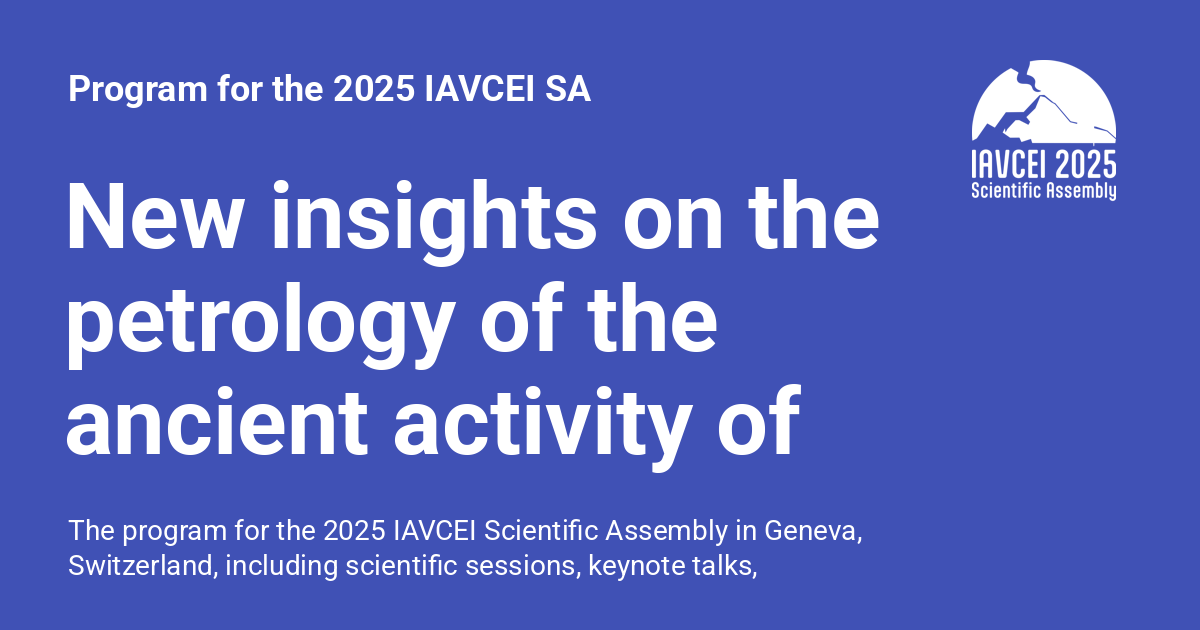 Program for the 2025 IAVCEI SA
IAVCEI 2025
Scientific Assembly
New insights on the
petrology of the
ancient activity of
The program for the 2025 IAVCEI Scientific Assembly in Geneva,
Switzerland, including scientific sessions, keynote talks,